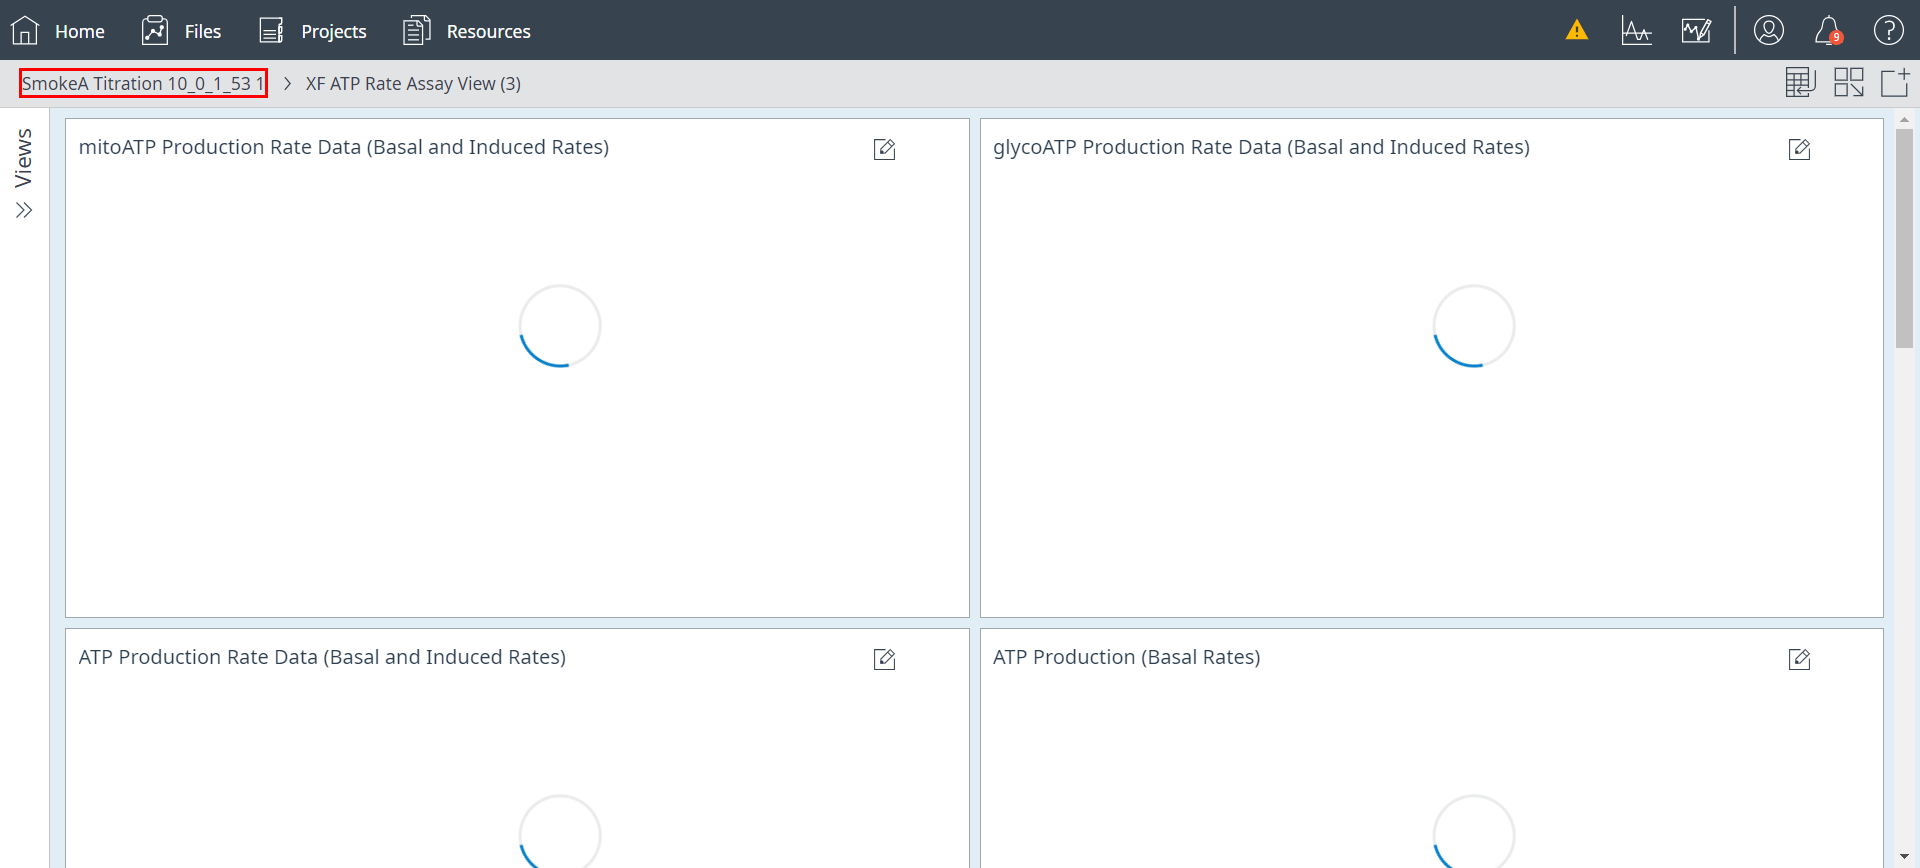 Home Files Projects Resources
9
SmokeA Titration 10_0_1_53 1 > XF ATP Rate Assay View (3)
Views
mitoATP Production Rate Data (Basal and Induced Rates)
glycoATP Production Rate Data (Basal and Induced Rates)
ATP Production Rate Data (Basal and Induced Rates)
ATP Production (Basal Rates)